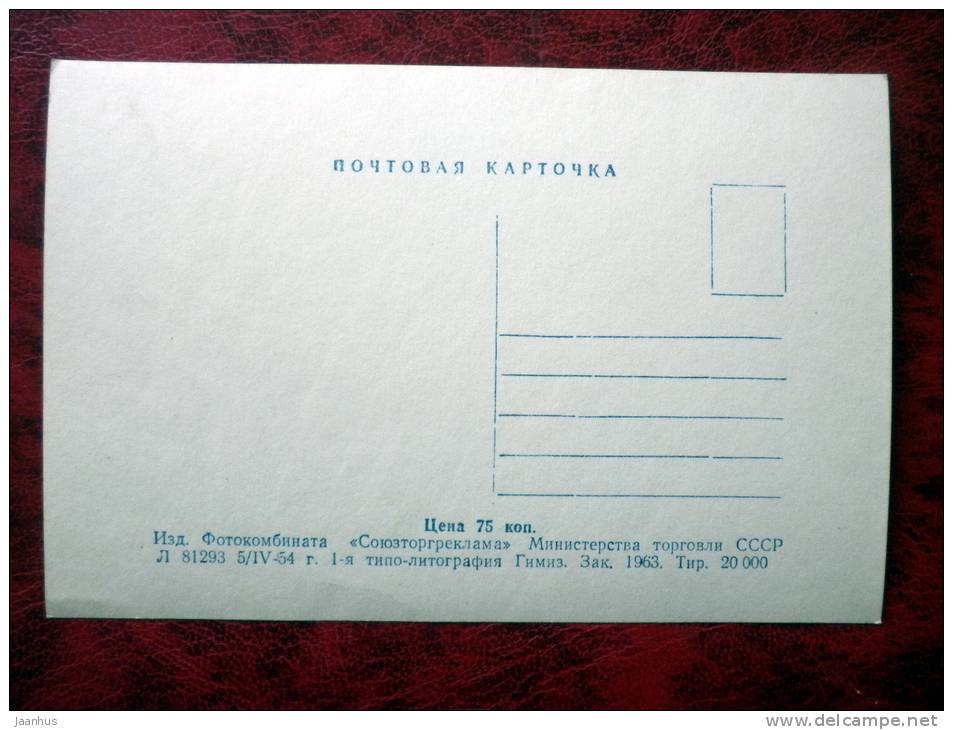 ПОЧТОВАЯ КАРТОЧКА
Цена 75 коп.
Изд. Фотокомбината «Союзторгреклама» Министерства торговли СССР
Л 81293 5/IV-54 г. 1-я типо-литография Гимиз. Зак. 1963. Тир. 20 000
jaanhus
www.delcampe.net